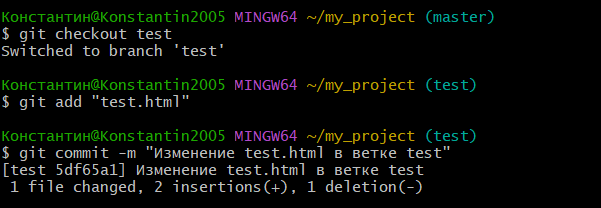 Константин@Konstantin2005 MINGW64 ~/my_project (master)
$ git checkout test
Switched to branch 'test'
Константин@Konstantin2005 MINGW64 ~/my_project (test)
$ git add "test.html"
Константин@Konstantin2005 MINGW64 ~/my_project (test)
$ git commit -m "Изменение test.html в ветке test"
[test 5df65a1] Изменение test.html в ветке test
 1 file changed, 2 insertions(+), 1 deletion(-)